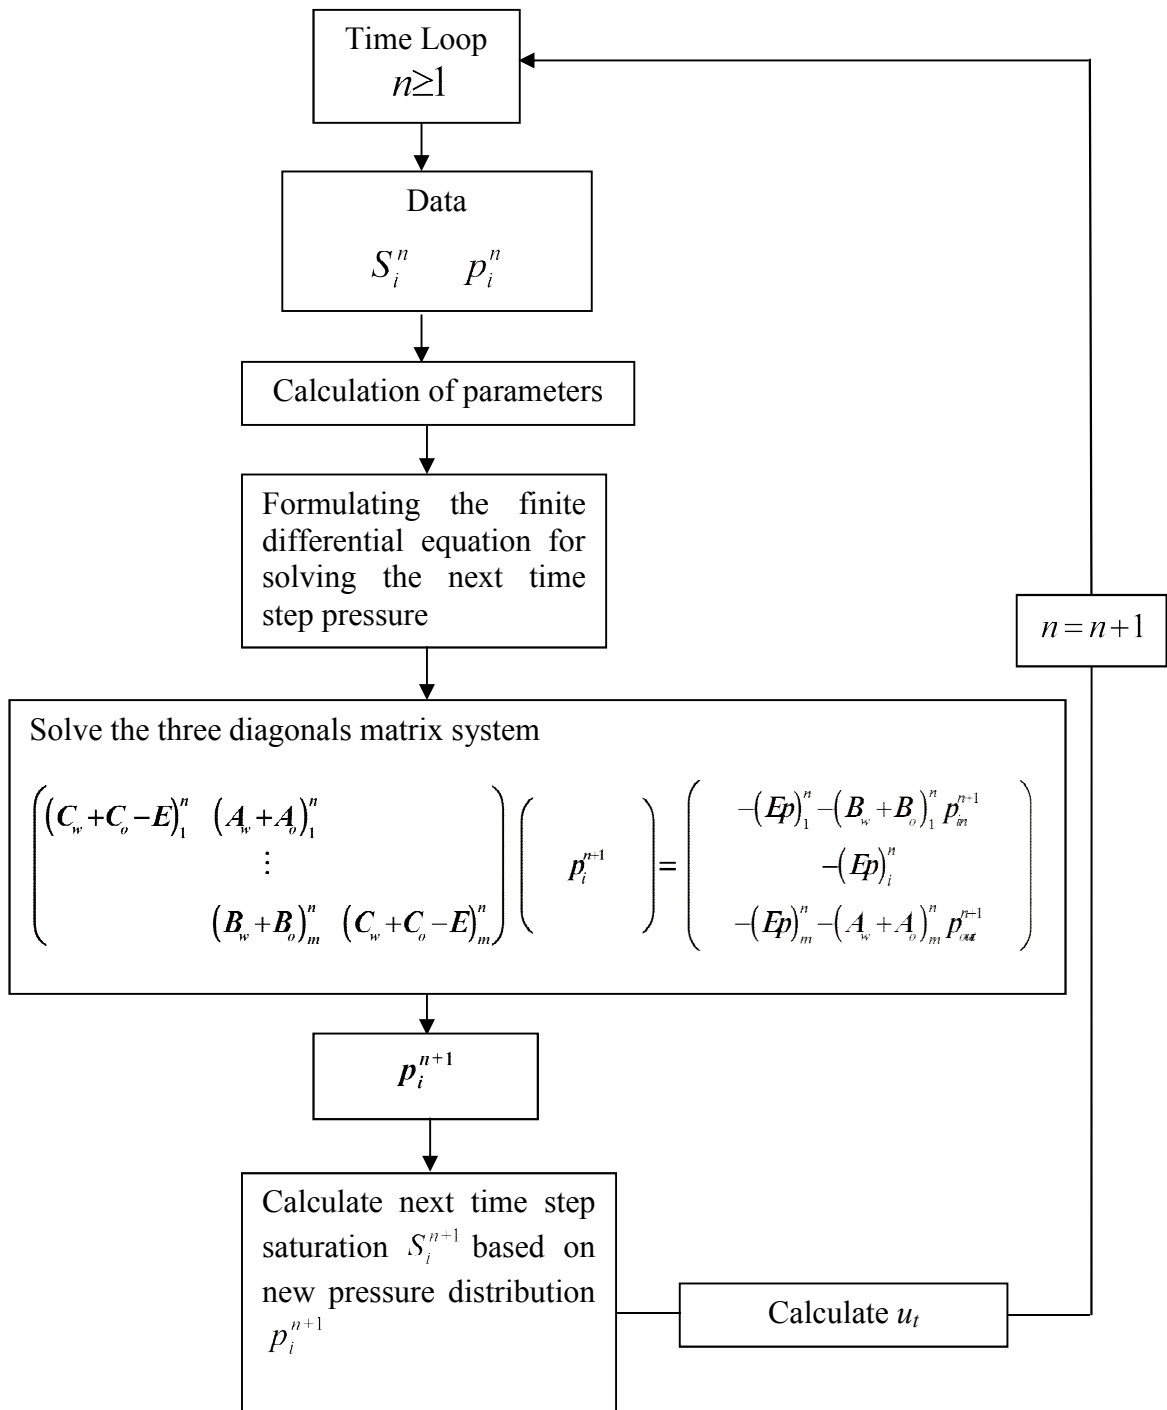 Time Loop
n≥1
Data
S_i^n p_i^n
Calculation of parameters
Formulating the finite
differential equation for
solving the next time
step pressure
n = n+1
Solve the three diagonals matrix system
(C_w+C_o−E)_1^n (A_w+A_o)_1^n −(Ep)_1^n −(B_w+B_o)_1^n p_in^{n+1}
⋮ p_i^{n+1} = −(Ep)_i^n
(B_w+B_o)_m^n (C_w+C_o−E)_m^n −(Ep)_m^n −(A_w+A_o)_m^n p_out^{n+1}
p_i^{n+1}
Calculate next time step
saturation S_i^{n+1} based on
new pressure distribution
p_i^{n+1}
Calculate u_t